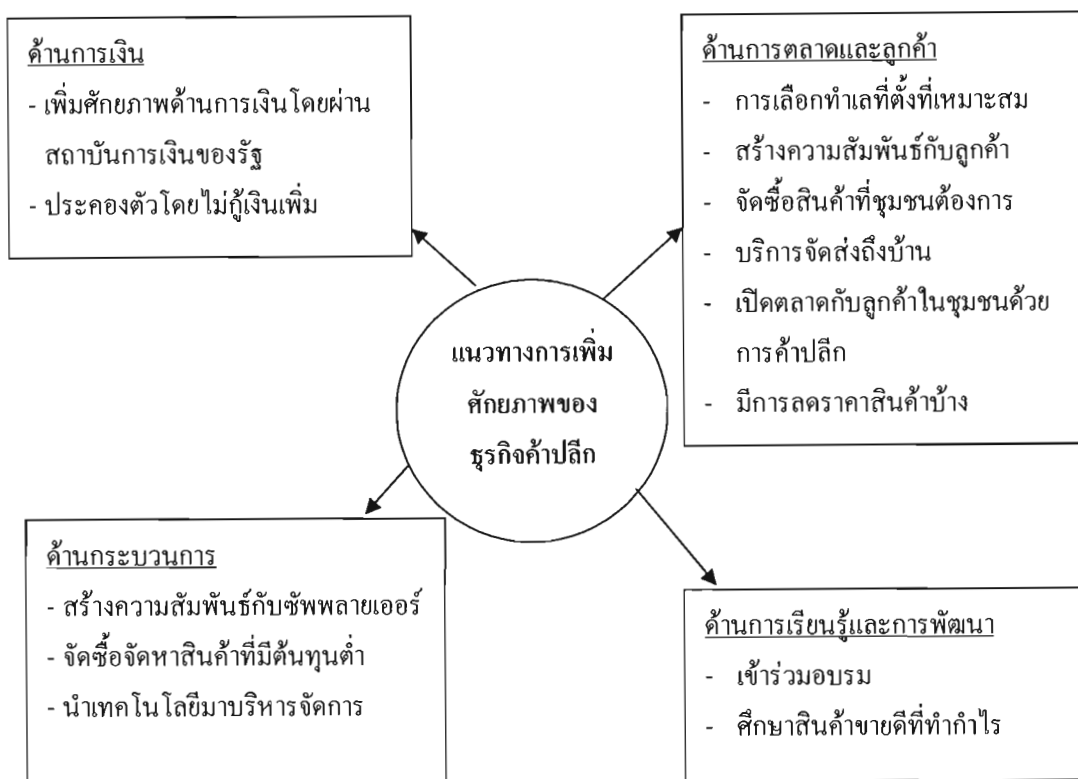 ด้านการเงิน
- เพิ่มศักยภาพด้านการเงินโดยผ่าน
สถาบันการเงินของรัฐ
- ประคองตัวโดยไม่กู้เงินเพิ่ม
ด้านการตลาดและลูกค้า
- การเลือกทำเลที่ตั้งที่เหมาะสม
- สร้างความสัมพันธ์กับลูกค้า
- จัดซื้อสินค้าที่ชุมชนต้องการ
- บริการจัดส่งถึงบ้าน
- เปิดตลาดกับลูกค้าในชุมชนด้วย
การค้าปลีก
- มีการลดราคาสินค้าบ้าง
แนวทางการเพิ่ม
ศักยภาพของ
ธุรกิจค้าปลีก
ด้านกระบวนการ
- สร้างความสัมพันธ์กับซัพพลายเออร์
- จัดซื้อจัดหาสินค้าที่มีต้นทุนต่ำ
- นำเทคโนโลยีมาบริหารจัดการ
ด้านการเรียนรู้และการพัฒนา
- เข้าร่วมอบรม
- ศึกษาสินค้าขายดีที่ทำกำไร